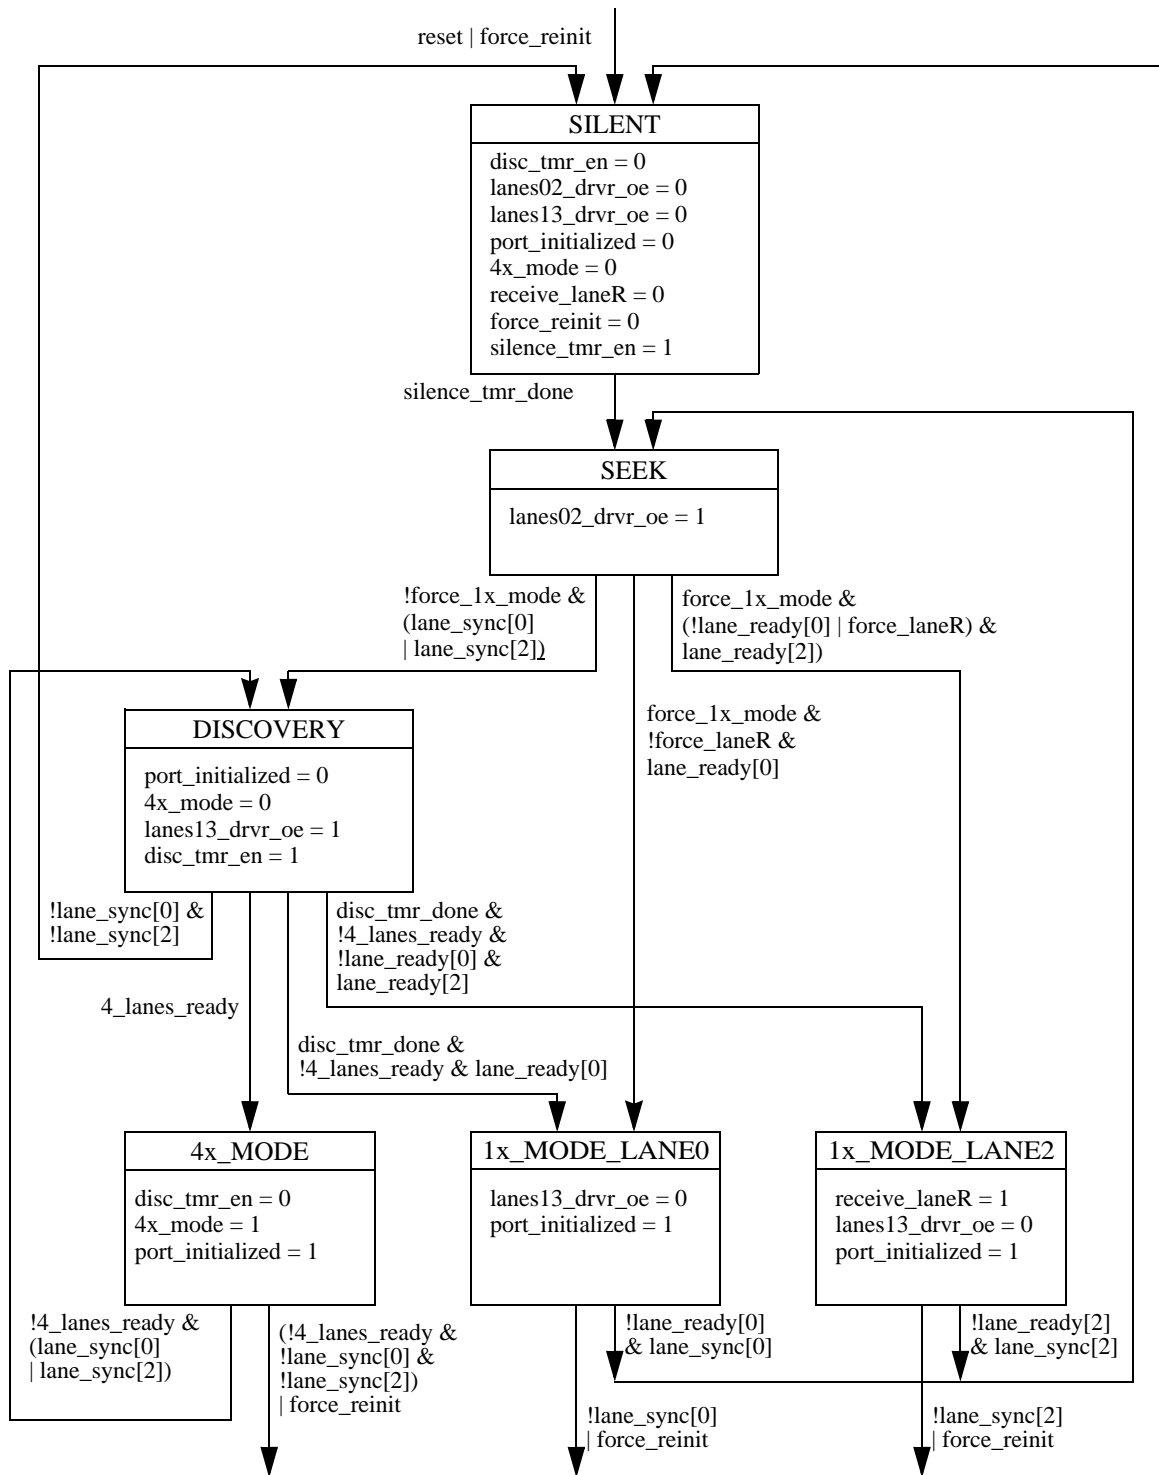 reset | force_reinit
SILENT
disc_tmr_en = 0
lanes02_drvr_oe = 0
lanes13_drvr_oe = 0
port_initialized = 0
4x_mode = 0
receive_laneR = 0
force_reinit = 0
silence_tmr_en = 1
silence_tmr_done
SEEK
lanes02_drvr_oe = 1
!force_1x_mode &
(lane_sync[0]
| lane_sync[2])
force_1x_mode &
(!lane_ready[0] | force_laneR) &
lane_ready[2])
force_1x_mode &
!force_laneR &
lane_ready[0]
DISCOVERY
port_initialized = 0
4x_mode = 0
lanes13_drvr_oe = 1
disc_tmr_en = 1
!lane_sync[0] &
!lane_sync[2]
disc_tmr_done &
!4_lanes_ready &
!lane_ready[0] &
lane_ready[2]
4_lanes_ready
disc_tmr_done &
!4_lanes_ready & lane_ready[0]
4x_MODE
disc_tmr_en = 0
4x_mode = 1
port_initialized = 1
1x_MODE_LANE0
lanes13_drvr_oe = 0
port_initialized = 1
1x_MODE_LANE2
receive_laneR = 1
lanes13_drvr_oe = 0
port_initialized = 1
!4_lanes_ready &
(lane_sync[0]
| lane_sync[2])
(!4_lanes_ready &
!lane_sync[0] &
!lane_sync[2])
| force_reinit
!lane_ready[0]
& lane_sync[0]
!lane_ready[2]
& lane_sync[2]
!lane_sync[0]
| force_reinit
!lane_sync[2]
| force_reinit